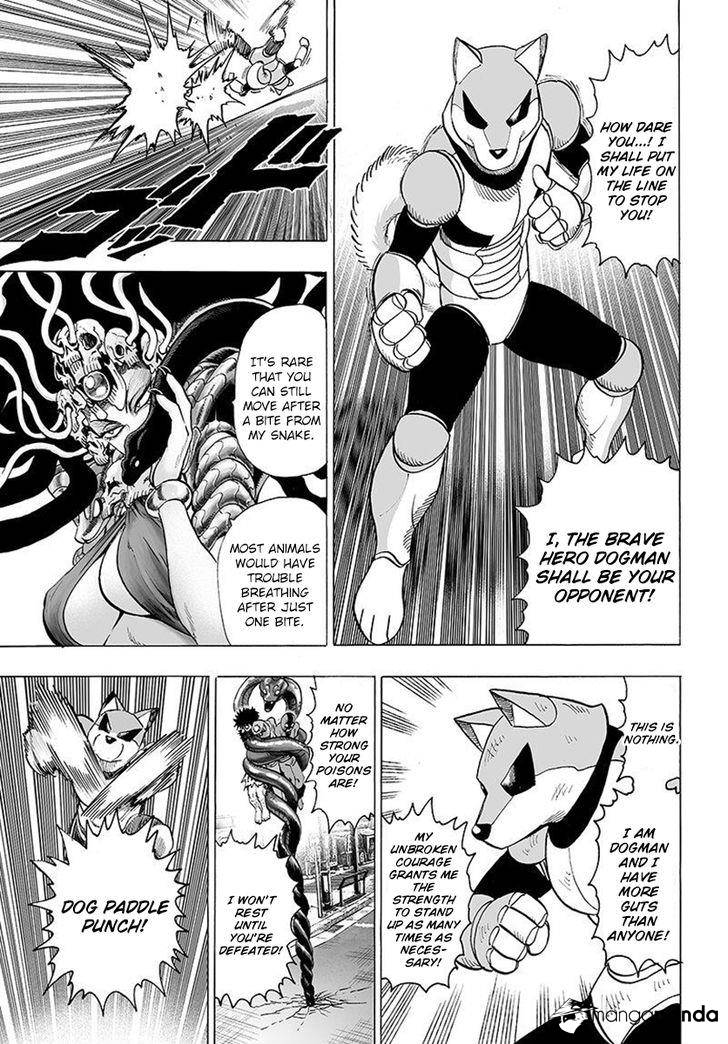 HOW DARE
YOU...! I
SHALL PUT
MY LIFE ON
THE LINE
TO STOP
YOU!
I, THE BRAVE
HERO DOGMAN
SHALL BE YOUR
OPPONENT!
ゴドド
IT'S RARE
THAT YOU
CAN STILL
MOVE AFTER
A BITE FROM
MY SNAKE.
MOST ANIMALS
WOULD HAVE
TROUBLE
BREATHING
AFTER JUST
ONE BITE.
THIS IS
NOTHING.
I AM
DOGMAN
AND I
HAVE
MORE
GUTS
THAN
ANYONE!
MY
UNBROKEN
COURAGE
GRANTS ME
THE
STRENGTH
TO STAND
UP AS MANY
TIMES AS
NECES-
SARY!
NO
MATTER
HOW
STRONG
YOUR
POISONS
ARE!
I WON'T
REST
UNTIL
YOU'RE
DEFEATED!
DOG PADDLE
PUNCH!
mangapanda